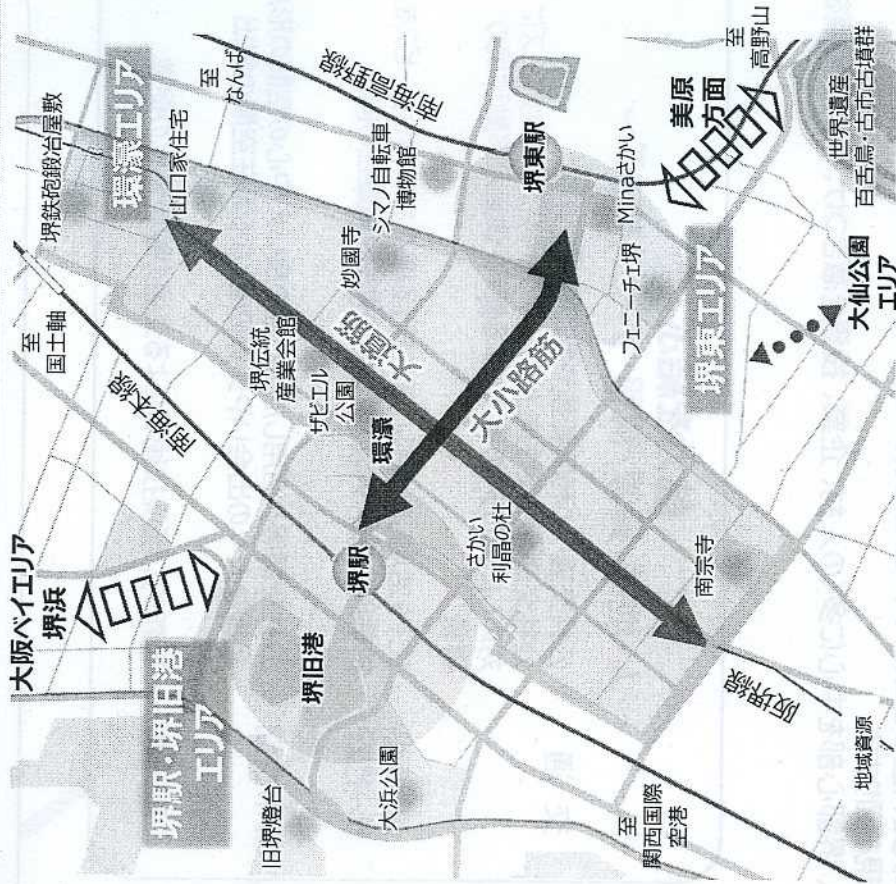 大阪ベイエリア
堺浜
至
国土軸
堺鉄砲鍛冶屋敷
環濠エリア
山口家住宅
至
なんば
南海本線
南海高野線
堺駅・堺旧港
エリア
堺伝統
産業会館
ザビエル
公園
大道筋
妙國寺
シマノ自転車
博物館
堺東駅
環濠
大小路筋
堺駅
堺旧港
旧堺燈台
大浜公園
さかい
利晶の杜
フェニーチェ堺
Minaさかい
美原
方面
至
高野山
堺東エリア
南宗寺
阪堺線
大仙公園
エリア
世界遺産
百舌鳥・古市古墳群
至
関西国際
空港
地域資源